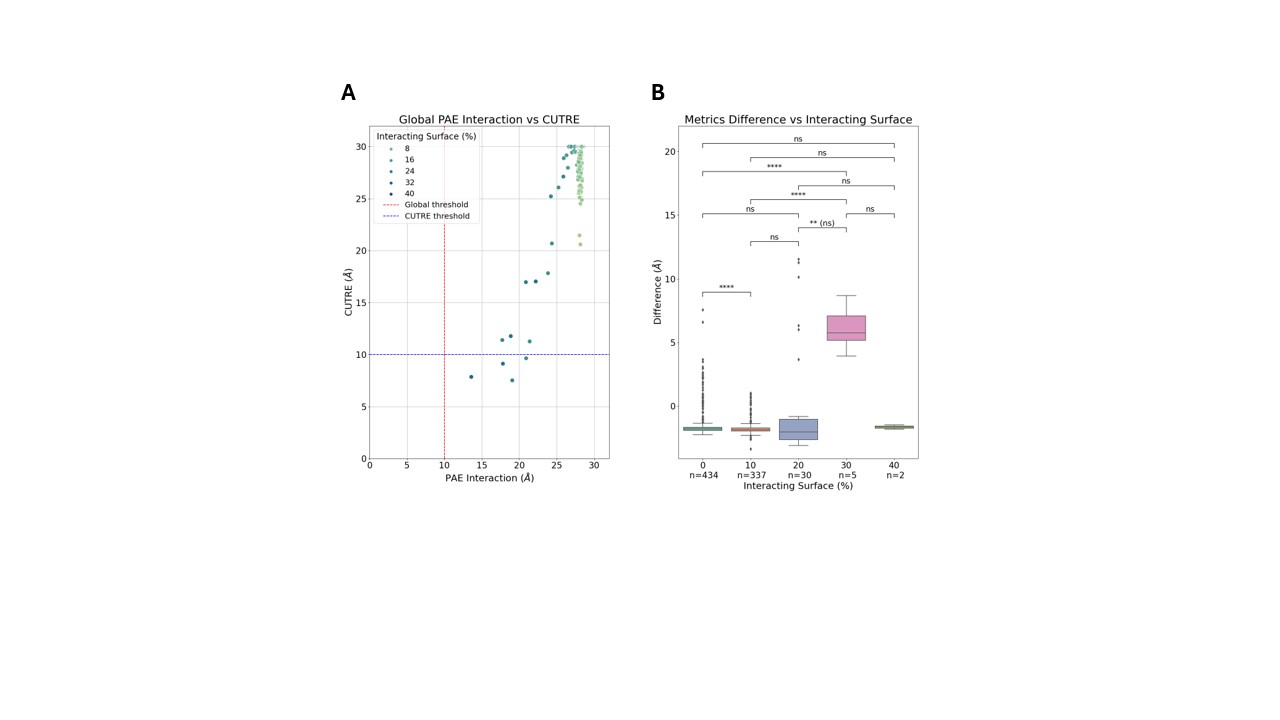 A
B
Global PAE Interaction vs CUTRE
Interacting Surface (%)
8
16
24
32
40
Global threshold
CUTRE threshold
30
25
20
15
10
5
0
CUTRE (Å)
0 5 10 15 20 25 30
PAE Interaction (Å)
Metrics Difference vs Interacting Surface
ns
ns
****
ns
****
ns
ns
** (ns)
ns
****
20
15
10
5
0
Difference (Å)
0 10 20 30 40
n=434 n=337 n=30 n=5 n=2
Interacting Surface (%)